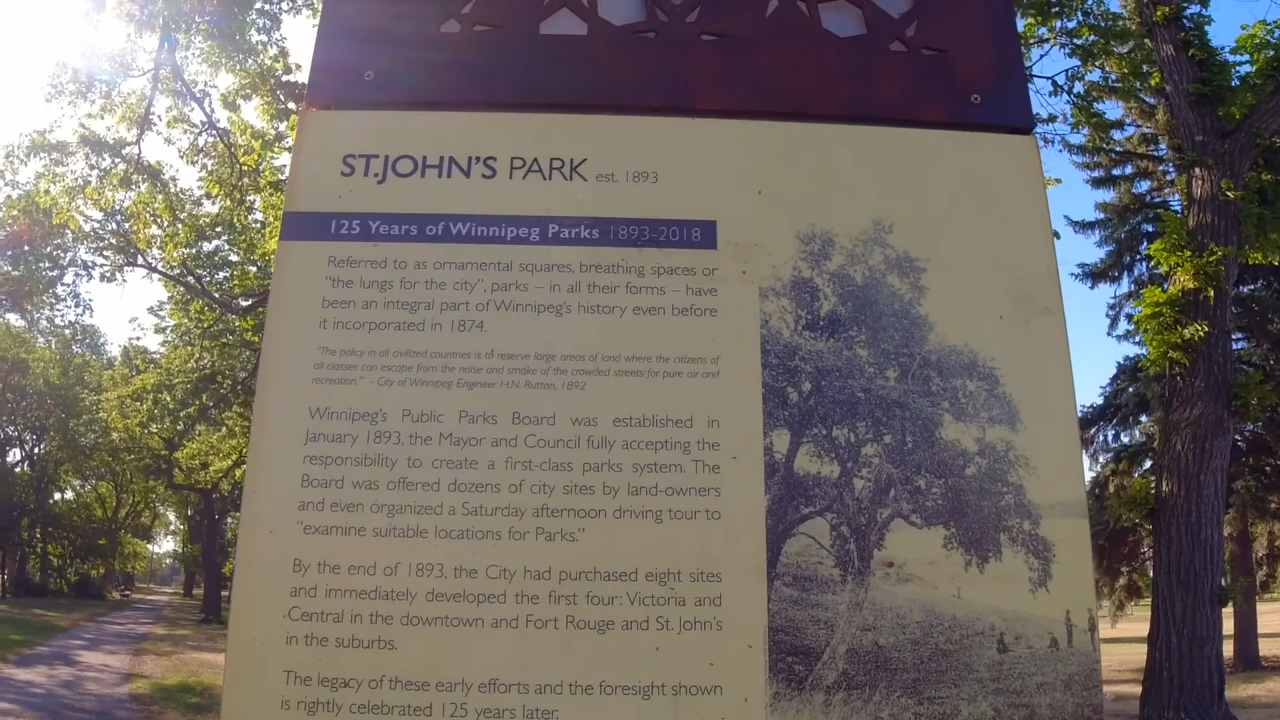 ST.JOHN'S PARK est. 1893
125 Years of Winnipeg Parks 1893-2018
Referred to as ornamental squares, breathing spaces or
"the lungs for the city", parks – in all their forms – have
been an integral part of Winnipeg's history even before
it incorporated in 1874.
"The policy in all civilized countries is to reserve large areas of land where the citizens of
all classes can escape from the noise and smoke of the crowded streets for pure air and
recreation." - City of Winnipeg Engineer H.N. Ruttan, 1892
Winnipeg's Public Parks Board was established in
January 1893, the Mayor and Council fully accepting the
responsibility to create a first-class parks system. The
Board was offered dozens of city sites by land-owners
and even organized a Saturday afternoon driving tour to
"examine suitable locations for Parks."
By the end of 1893, the City had purchased eight sites
and immediately developed the first four: Victoria and
Central in the downtown and Fort Rouge and St. John's
in the suburbs.
The legacy of these early efforts and the foresight shown
is rightly celebrated 125 years later.